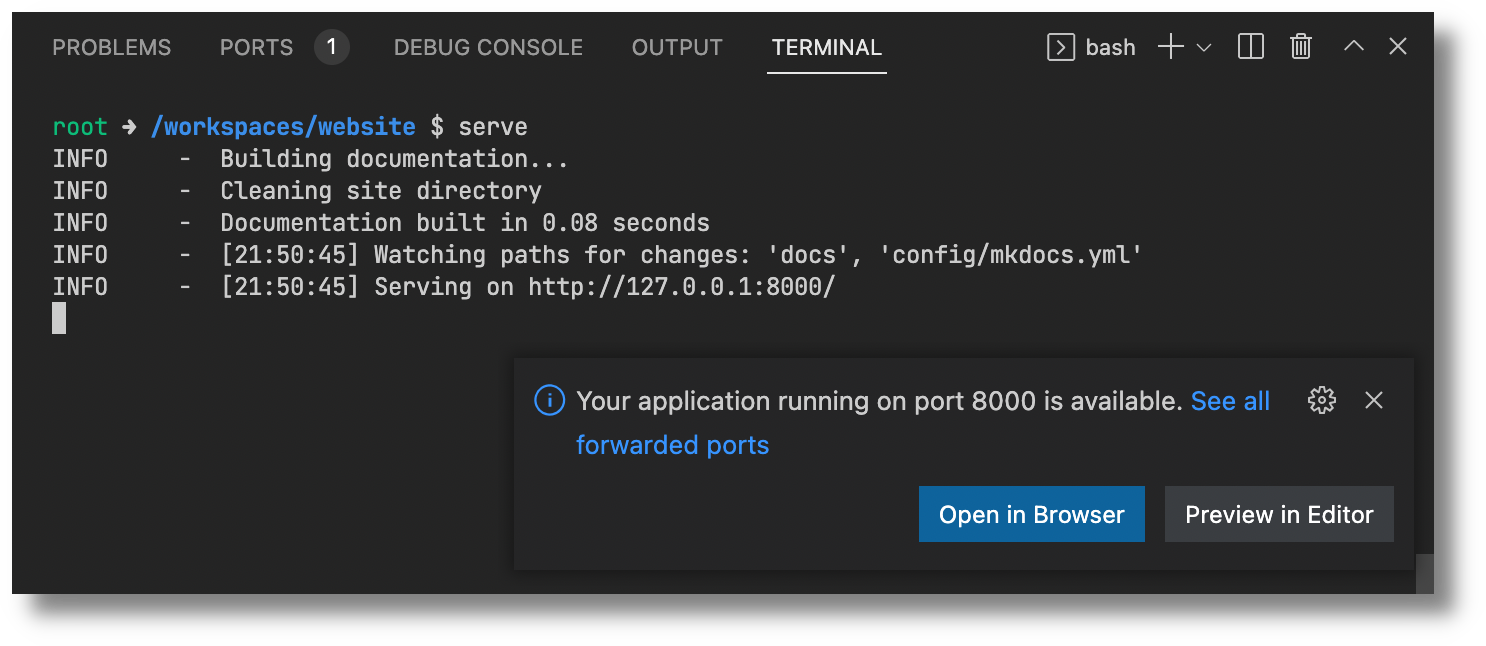 PROBLEMS PORTS 1 DEBUG CONSOLE OUTPUT TERMINAL bash
root ➜ /workspaces/website $ serve
INFO     -  Building documentation...
INFO     -  Cleaning site directory
INFO     -  Documentation built in 0.08 seconds
INFO     -  [21:50:45] Watching paths for changes: 'docs', 'config/mkdocs.yml'
INFO     -  [21:50:45] Serving on http://127.0.0.1:8000/
Your application running on port 8000 is available. See all
forwarded ports
Open in Browser Preview in Editor